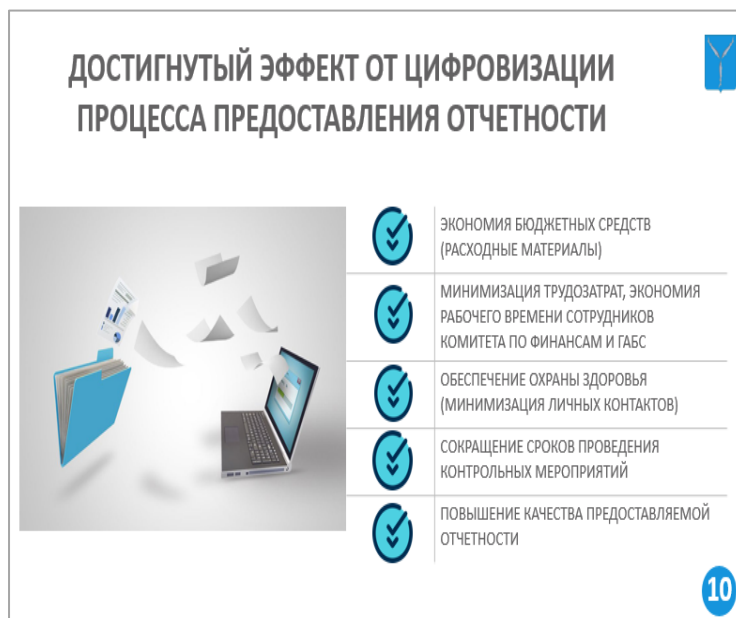 ДОСТИГНУТЫЙ ЭФФЕКТ ОТ ЦИФРОВИЗАЦИИ
ПРОЦЕССА ПРЕДОСТАВЛЕНИЯ ОТЧЕТНОСТИ
ЭКОНОМИЯ БЮДЖЕТНЫХ СРЕДСТВ
(РАСХОДНЫЕ МАТЕРИАЛЫ)
МИНИМИЗАЦИЯ ТРУДОЗАТРАТ, ЭКОНОМИЯ
РАБОЧЕГО ВРЕМЕНИ СОТРУДНИКОВ
КОМИТЕТА ПО ФИНАНСАМ И ГАБС
ОБЕСПЕЧЕНИЕ ОХРАНЫ ЗДОРОВЬЯ
(МИНИМИЗАЦИЯ ЛИЧНЫХ КОНТАКТОВ)
СОКРАЩЕНИЕ СРОКОВ ПРОВЕДЕНИЯ
КОНТРОЛЬНЫХ МЕРОПРИЯТИЙ
ПОВЫШЕНИЕ КАЧЕСТВА ПРЕДОСТАВЛЯЕМОЙ
ОТЧЕТНОСТИ
10